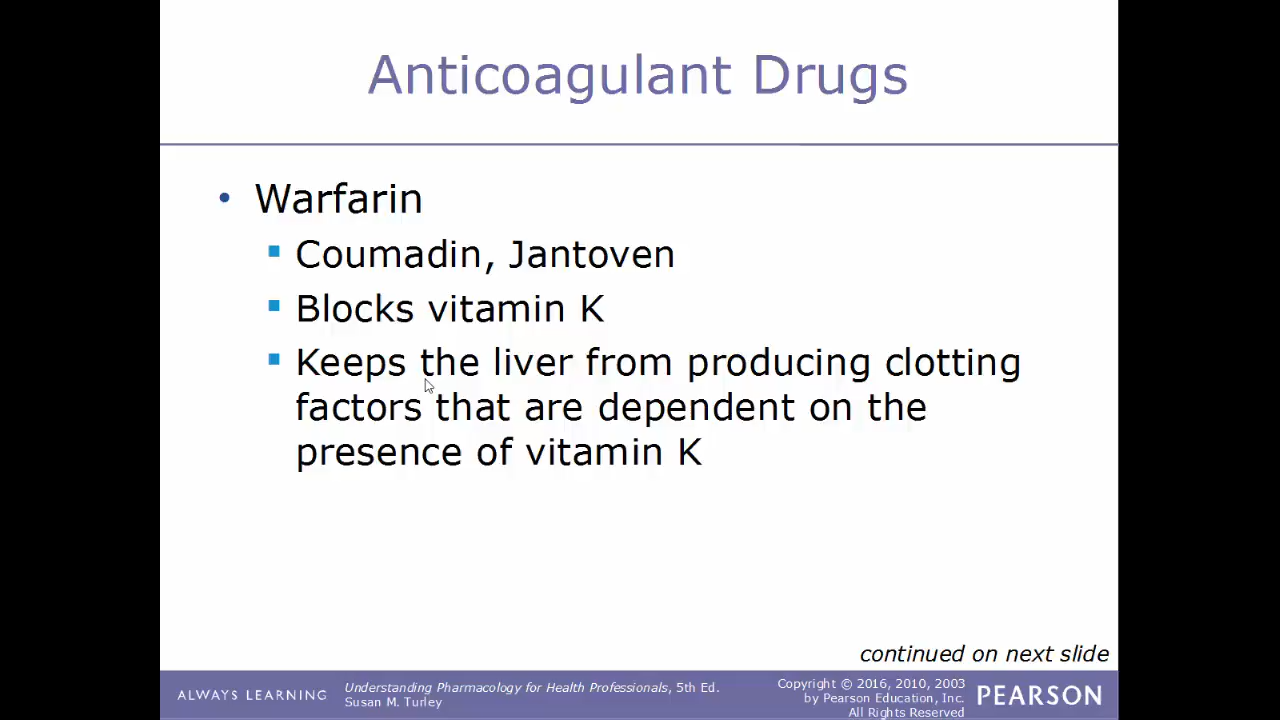 Anticoagulant Drugs
• Warfarin
▪ Coumadin, Jantoven
▪ Blocks vitamin K
▪ Keeps the liver from producing clotting
factors that are dependent on the
presence of vitamin K
continued on next slide
ALWAYS LEARNING
Understanding Pharmacology for Health Professionals, 5th Ed.
Susan M. Turley
Copyright © 2016, 2010, 2003
by Pearson Education, Inc.
All Rights Reserved
PEARSON